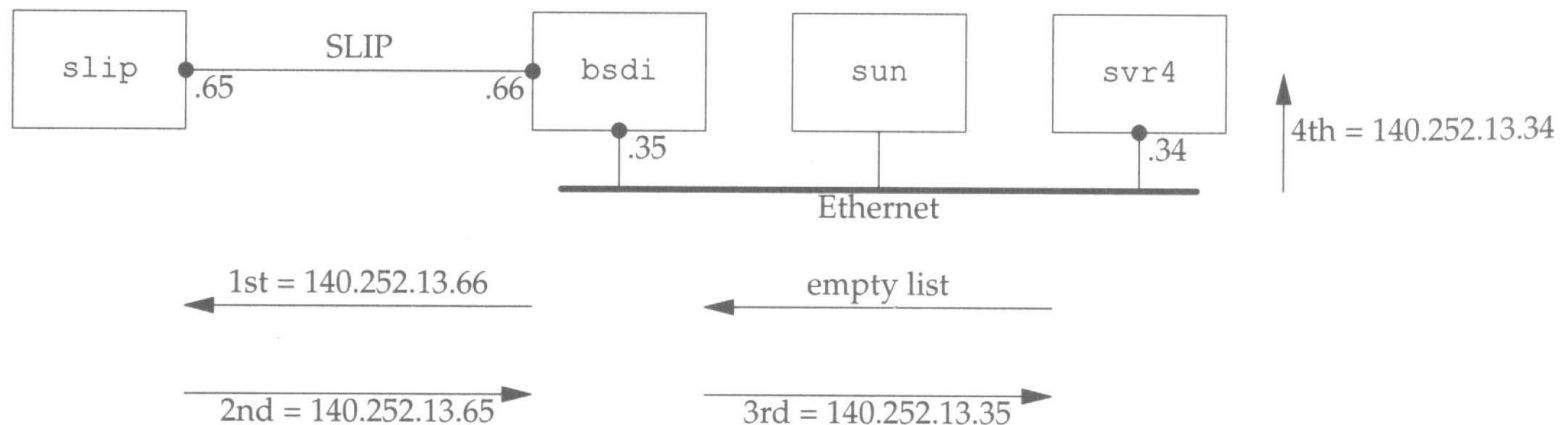 slip
SLIP
bsdi
sun
svr4
.65
.66
.35
.34
4th = 140.252.13.34
Ethernet
1st = 140.252.13.66
empty list
2nd = 140.252.13.65
3rd = 140.252.13.35